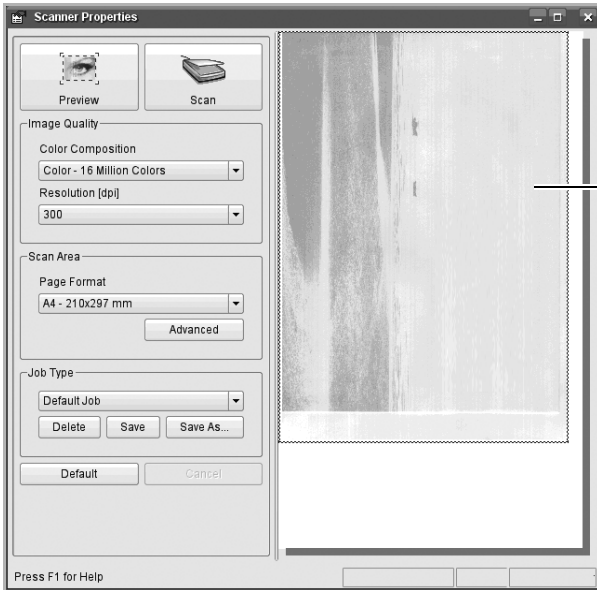 Scanner Properties
Preview
Scan
Image Quality
Color Composition
Color - 16 Million Colors
Resolution [dpi]
300
Scan Area
Page Format
A4 - 210x297 mm
Advanced
Job Type
Default Job
Delete
Save
Save As...
Default
Cancel
Press F1 for Help